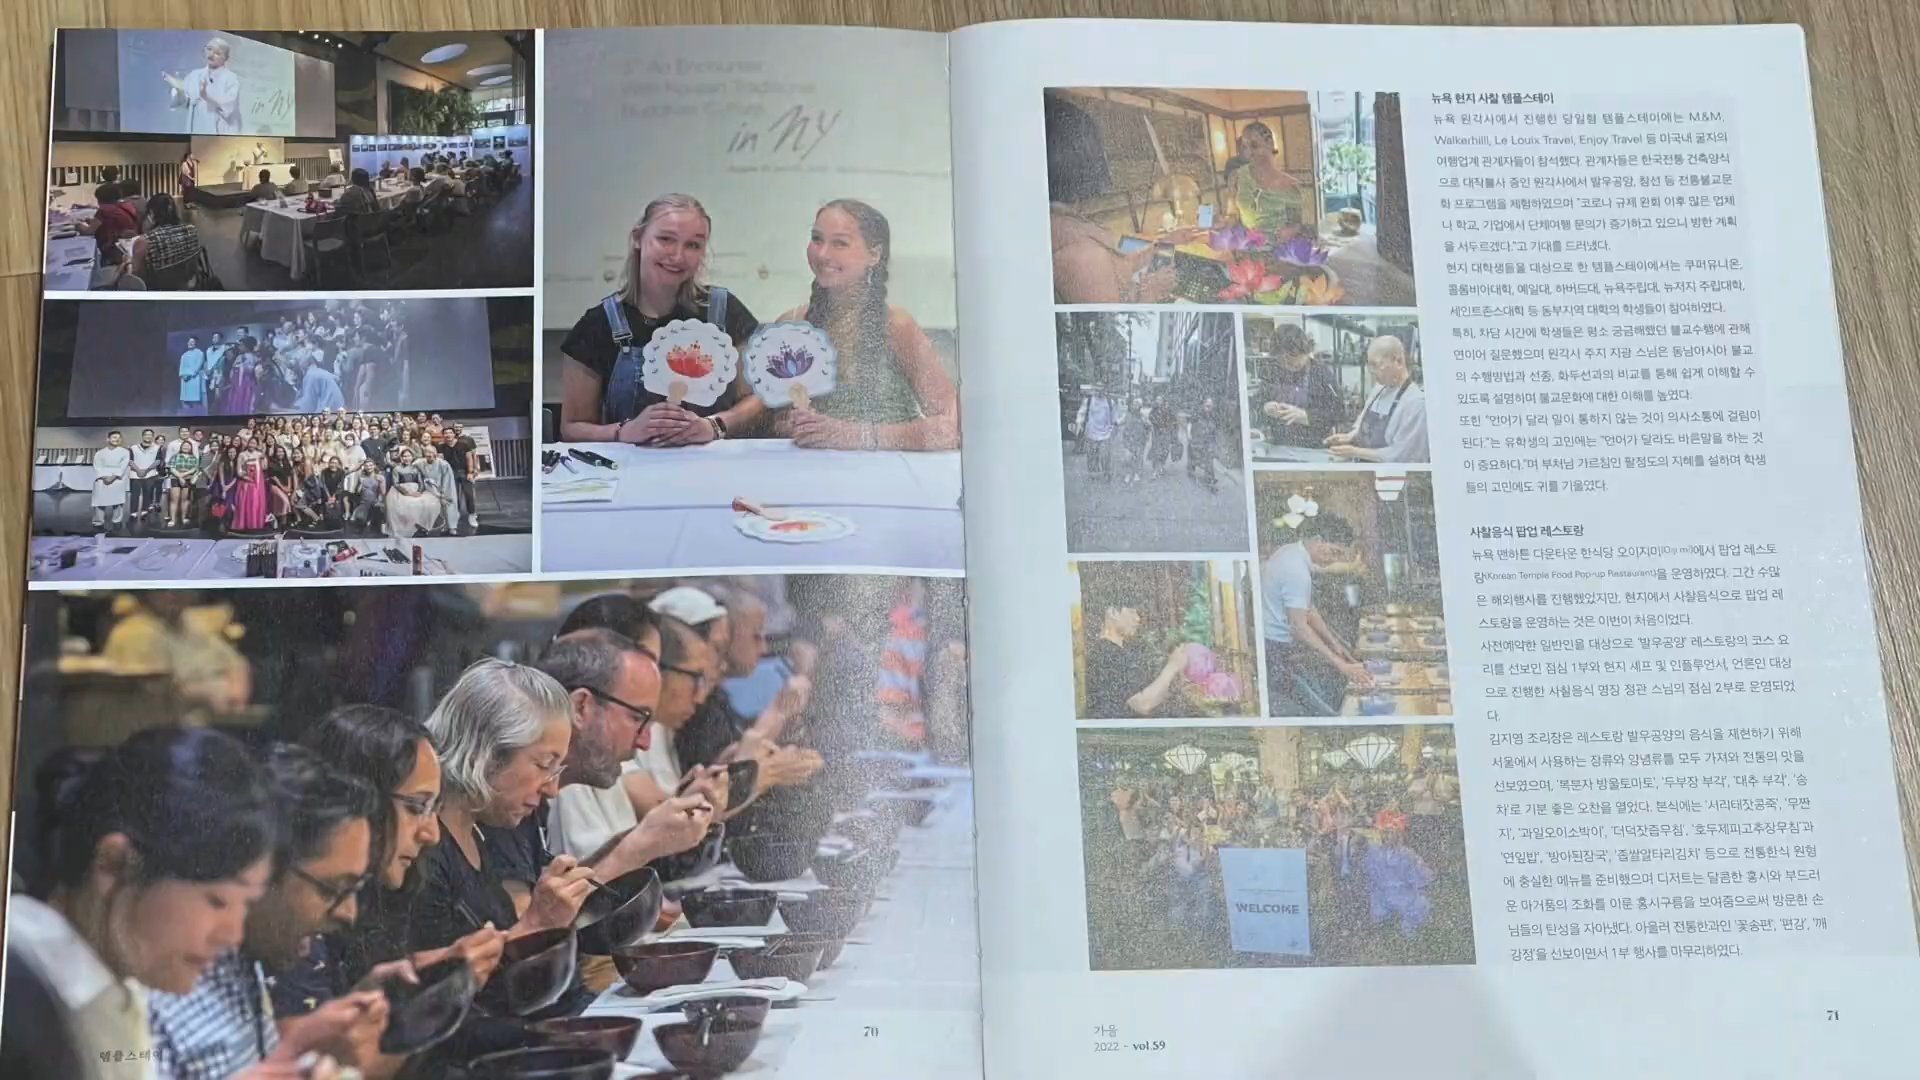 in NY
An Encounter
With Korean Traditional
Buddhist Culture
in NY
템플스테이
70
뉴욕 현지 사찰 템플스테이
뉴욕 원각사에서 진행한 당일형 템플스테이에는 M&M,
Walkerhilll, Le Louix Travel, Enjoy Travel 등 미국내 굴지의
여행업계 관계자들이 참석했다. 관계자들은 한국전통 건축양식
으로 대작불사 중인 원각사에서 발우공양, 참선 등 전통불교문
화 프로그램을 체험하였으며 "코로나 규제 완화 이후 많은 업체
나 학교, 기업에서 단체여행 문의가 증가하고 있으니 방한 계획
을 서두르겠다."고 기대를 드러냈다.
현지 대학생들을 대상으로 한 템플스테이에서는 쿠퍼유니온,
콜롬비아대학, 예일대, 하버드대, 뉴욕주립대, 뉴저지 주립대학,
세인트존스대학 등 동부지역 대학의 학생들이 참여하였다.
특히, 차담 시간에 학생들은 평소 궁금해했던 불교수행에 관해
연이어 질문했으며 원각사 주지 지광 스님은 동남아시아 불교
의 수행방법과 선종, 화두선과의 비교를 통해 쉽게 이해할 수
있도록 설명하며 불교문화에 대한 이해를 높였다.
또한 "언어가 달라 말이 통하지 않는 것이 의사소통에 걸림이
된다."는 유학생의 고민에는 "언어가 달라도 바른말을 하는 것
이 중요하다."며 부처님 가르침인 팔정도의 지혜를 설하며 학생
들의 고민에도 귀를 기울였다.
사찰음식 팝업 레스토랑
뉴욕 맨하튼 다운타운 한식당 오이지미(Oiji mi)에서 팝업 레스토
랑(Korean Temple Food Pop-up Restaurant)을 운영하였다. 그간 수많
은 해외행사를 진행했었지만, 현지에서 사찰음식으로 팝업 레
스토랑을 운영하는 것은 이번이 처음이었다.
사전예약한 일반인을 대상으로 '발우공양' 레스토랑의 코스 요
리를 선보인 점심 1부와 현지 셰프 및 인플루언서, 언론인 대상
으로 진행한 사찰음식 명장 정관 스님의 점심 2부로 운영되었
다.
김지영 조리장은 레스토랑 발우공양의 음식을 재현하기 위해
서울에서 사용하는 장류와 양념류를 모두 가져와 전통의 맛을
선보였으며, '복분자 방울토마토', '두부장 부각', '대추 부각', '승
차'로 기분 좋은 오찬을 열었다. 본식에는 '서리태잣콩죽', '무짠
지', '과일오이소박이', '더덕잣즙무침', '호두제피고추장무침'과
'연잎밥', '방아된장국', '좁쌀알타리김치' 등으로 전통한식 원형
에 충실한 메뉴를 준비했으며 디저트는 달콤한 홍시와 부드러
운 마거품의 조화를 이룬 홍시구름을 보여줌으로써 방문한 손
님들의 탄성을 자아냈다. 아울러 전통한과인 '꽃송편', '편강', '깨
강정'을 선보이면서 1부 행사를 마무리하였다.
WELCOME
가을
2022 - vol.59
71